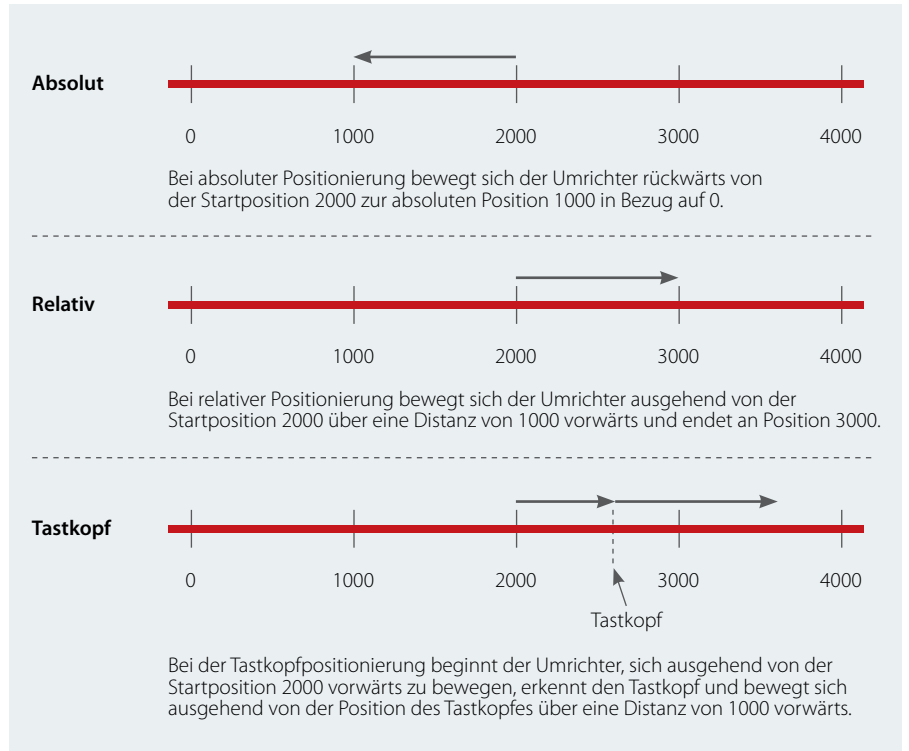 Absolut
0 1000 2000 3000 4000
Bei absoluter Positionierung bewegt sich der Umrichter rückwärts von
der Startposition 2000 zur absoluten Position 1000 in Bezug auf 0.
Relativ
0 1000 2000 3000 4000
Bei relativer Positionierung bewegt sich der Umrichter ausgehend von der
Startposition 2000 über eine Distanz von 1000 vorwärts und endet an Position 3000.
Tastkopf
0 1000 2000 3000 4000
Tastkopf
Bei der Tastkopfpositionierung beginnt der Umrichter, sich ausgehend von der
Startposition 2000 vorwärts zu bewegen, erkennt den Tastkopf und bewegt sich
ausgehend von der Position des Tastkopfes über eine Distanz von 1000 vorwärts.